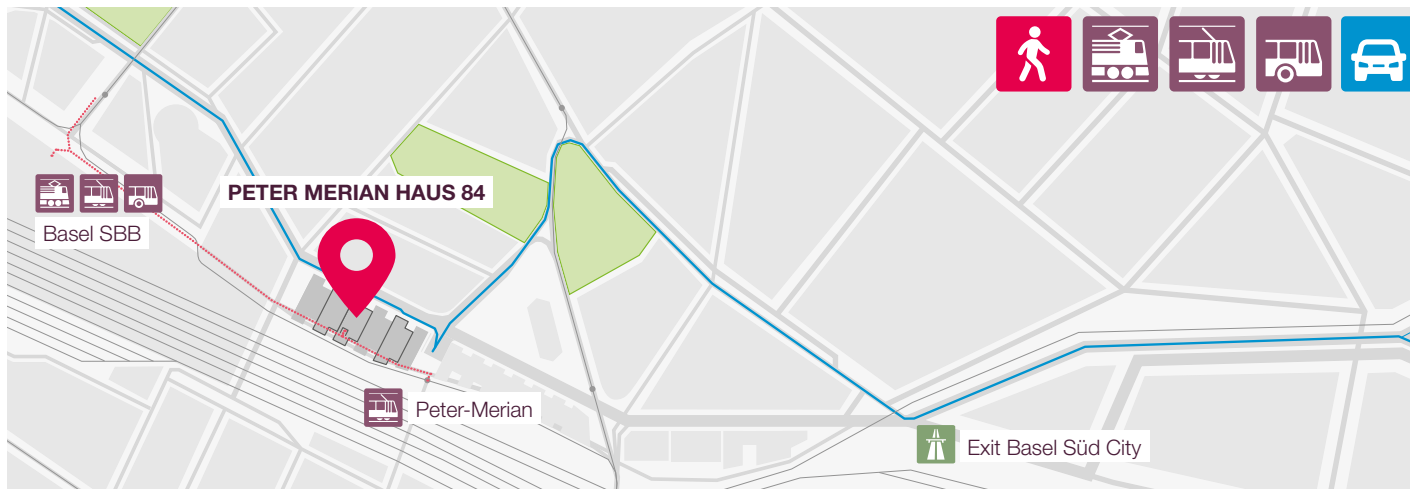 PETER MERIAN HAUS 84
Basel SBB
Peter-Merian
Exit Basel Süd City